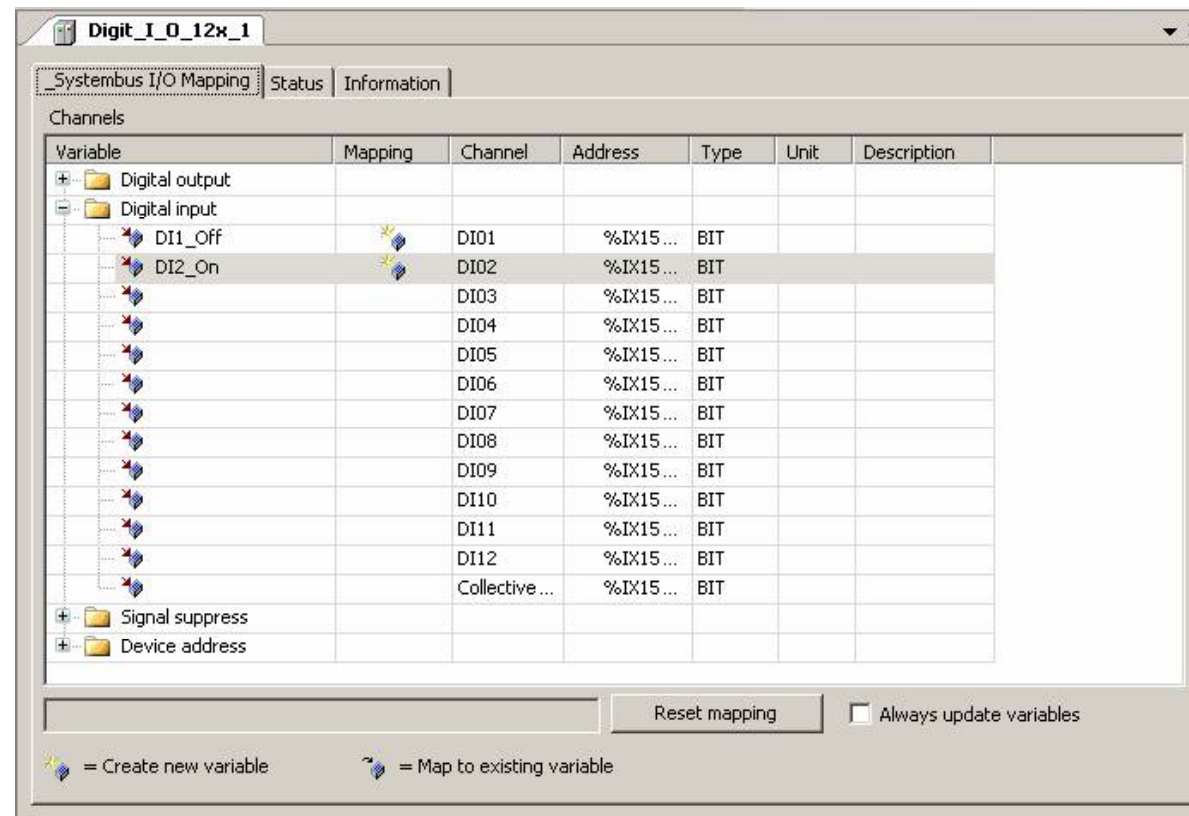 Digit_I_O_12x_1
_Systembus I/O Mapping Status Information
Channels
Variable Mapping Channel Address Type Unit Description
Digital output
Digital input
DI1_Off DI01 %IX15... BIT
DI2_On DI02 %IX15... BIT
DI03 %IX15... BIT
DI04 %IX15... BIT
DI05 %IX15... BIT
DI06 %IX15... BIT
DI07 %IX15... BIT
DI08 %IX15... BIT
DI09 %IX15... BIT
DI10 %IX15... BIT
DI11 %IX15... BIT
DI12 %IX15... BIT
Collective ... %IX15... BIT
Signal suppress
Device address
Reset mapping Always update variables
= Create new variable = Map to existing variable